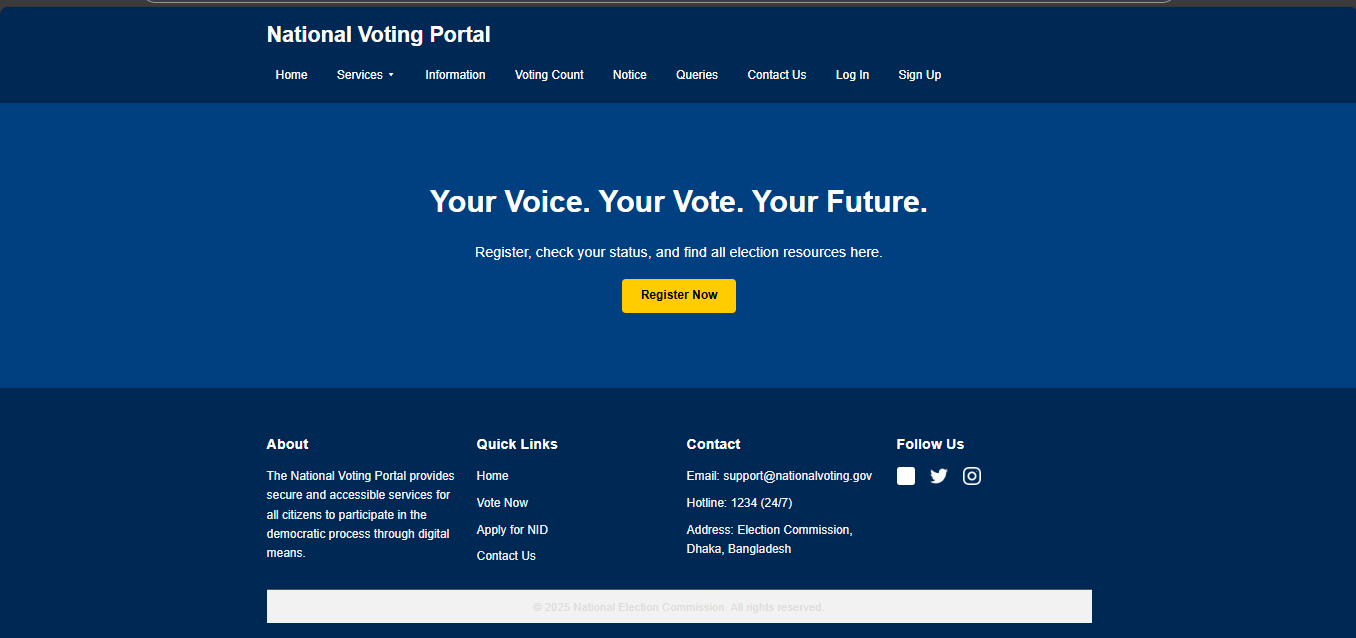 National Voting Portal
Home Services Information Voting Count Notice Queries Contact Us Log In Sign Up
Your Voice. Your Vote. Your Future.
Register, check your status, and find all election resources here.
Register Now
About
The National Voting Portal provides
secure and accessible services for
all citizens to participate in the
democratic process through digital
means.
Quick Links
Home
Vote Now
Apply for NID
Contact Us
Contact
Email: support@nationalvoting.gov
Hotline: 1234 (24/7)
Address: Election Commission,
Dhaka, Bangladesh
Follow Us
© 2025 National Election Commission. All rights reserved.